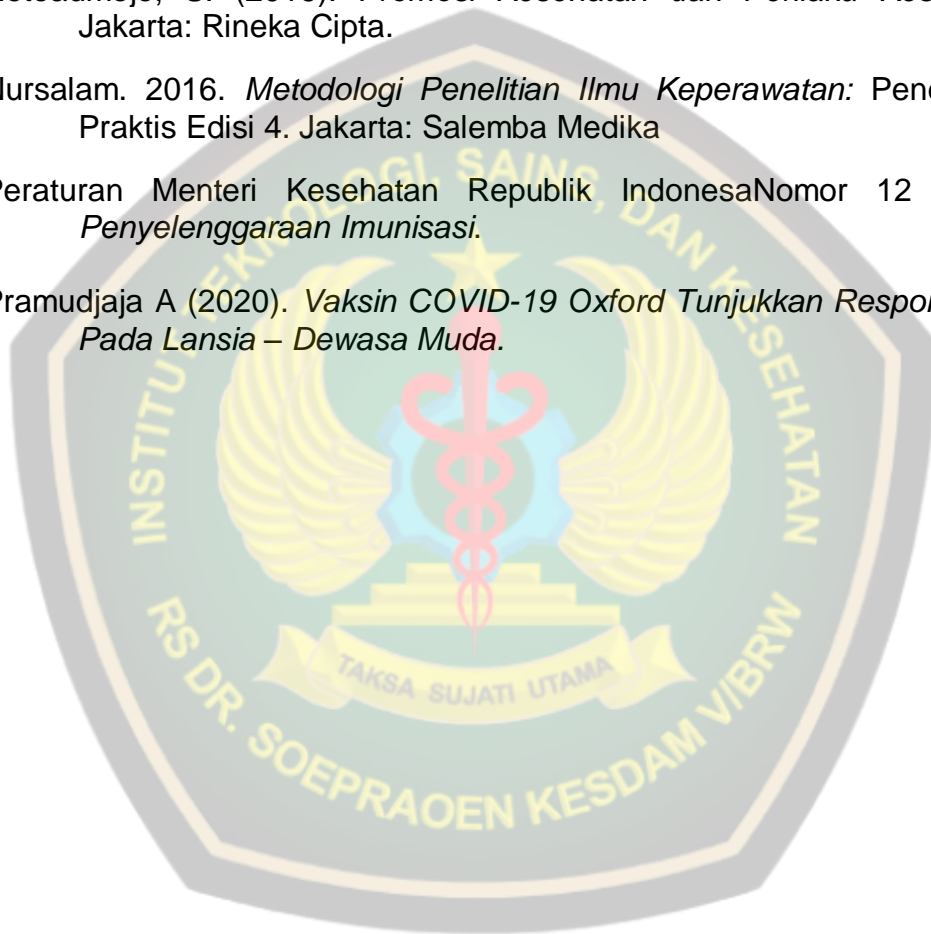 Jakarta: Rineka Cipta.
Nursalam. 2016. Metodologi Penelitian Ilmu Keperawatan:
Praktis Edisi 4. Jakarta: Salemba Medika
Peraturan Menteri Kesehatan Republik IndonesaNomor 12
Penyelenggaraan Imunisasi.
Pramudjaja A (2020). Vaksin COVID-19 Oxford Tunjukkan
Pada Lansia – Dewasa Muda.
INSTITUT TEKNOLOGI, SAINS, DAN KESEHATAN
TAKSA SUJATI UTAMA
RS DR. SOEPRAOEN KESDAM V/BRW